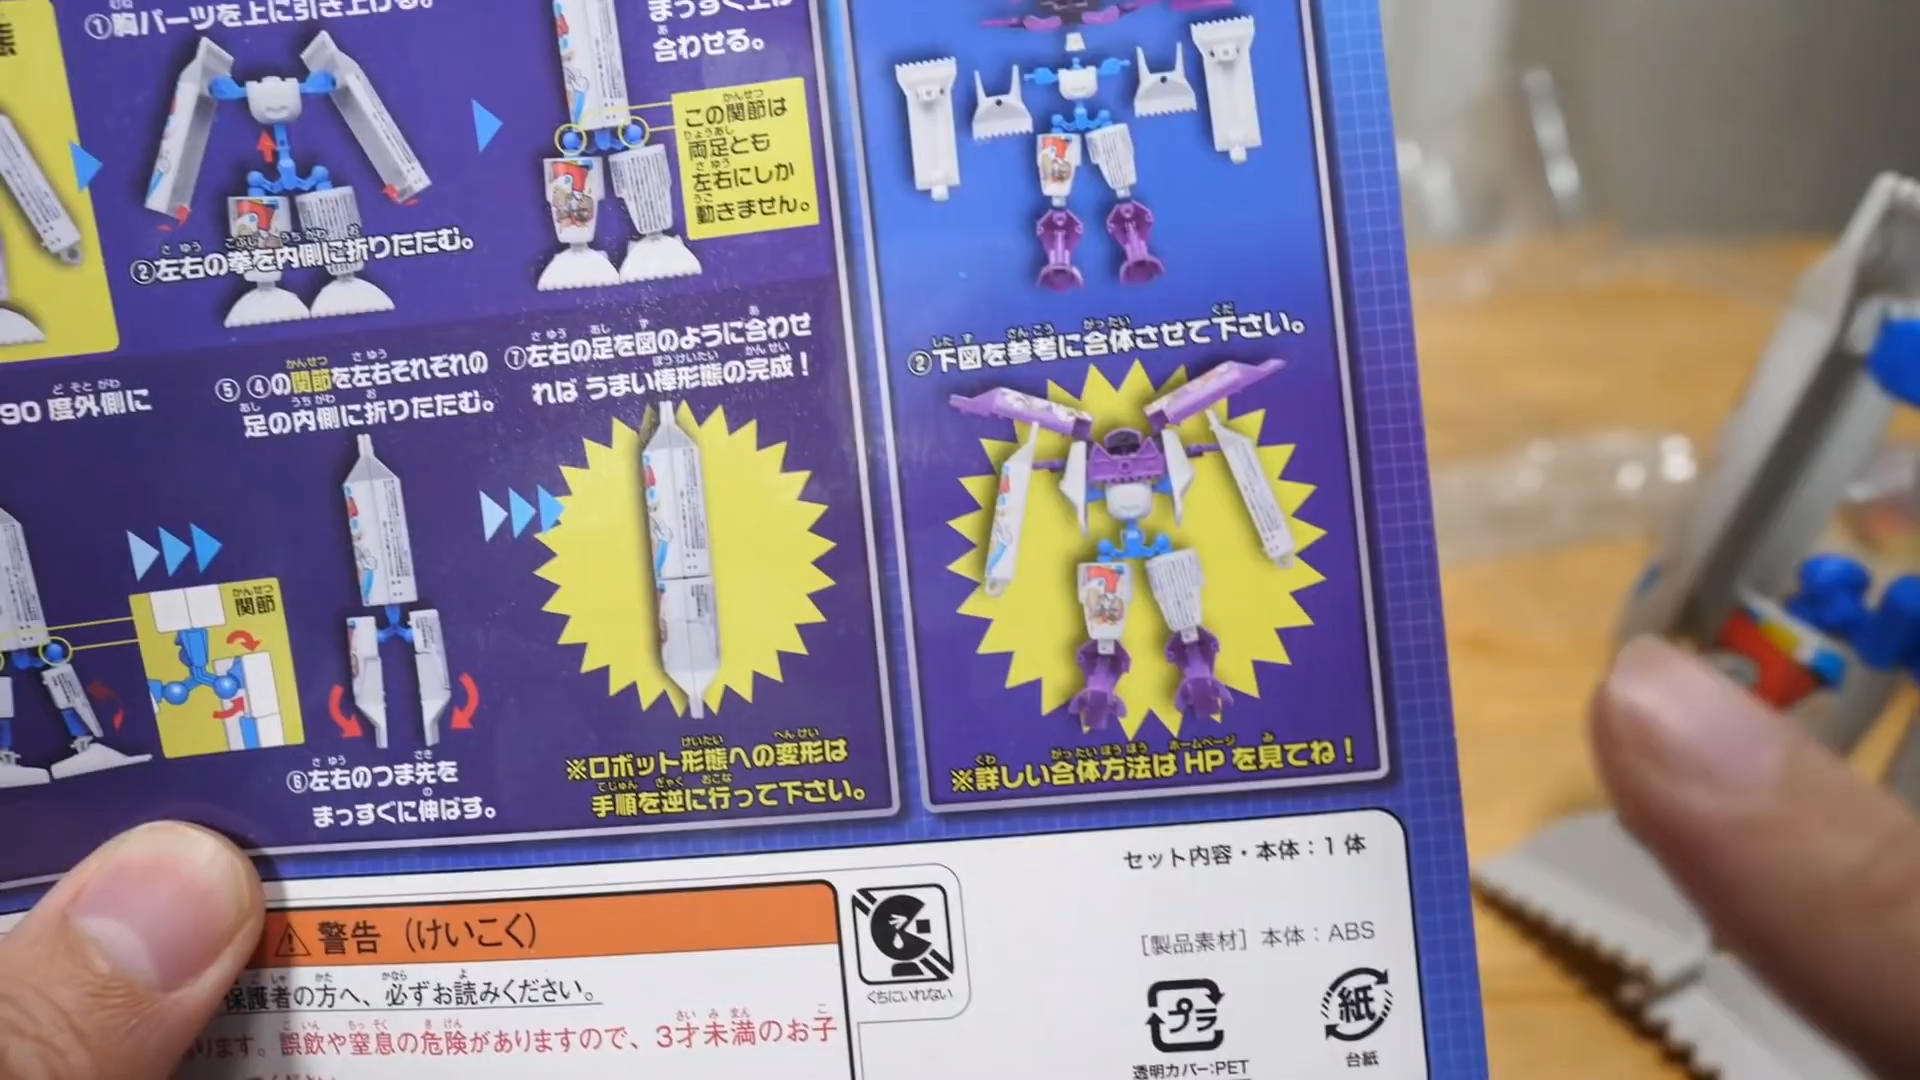 ①胸パーツを上に引き上げる。
まっすぐ上げ
合わせる。
この関節は
両足とも
左右にしか
動きません。
②左右の拳を内側に折りたたむ。
90度外側に
⑤④の関節を左右それぞれの
足の内側に折りたたむ。
⑦左右の足を図のように合わせ
れば うまい棒形態の完成！
関節
⑥左右のつま先を
まっすぐに伸ばす。
※ロボット形態への変形は
手順を逆に行って下さい。
②下図を参考に合体させて下さい。
※詳しい合体方法はHPを見てね！
セット内容・本体：1体
[製品素材] 本体：ABS
プラ
紙
透明カバー:PET
台紙
警告（けいこく）
保護者の方へ、必ずお読みください。
ります。誤飲や窒息の危険がありますので、3才未満のお子
くちにいれない